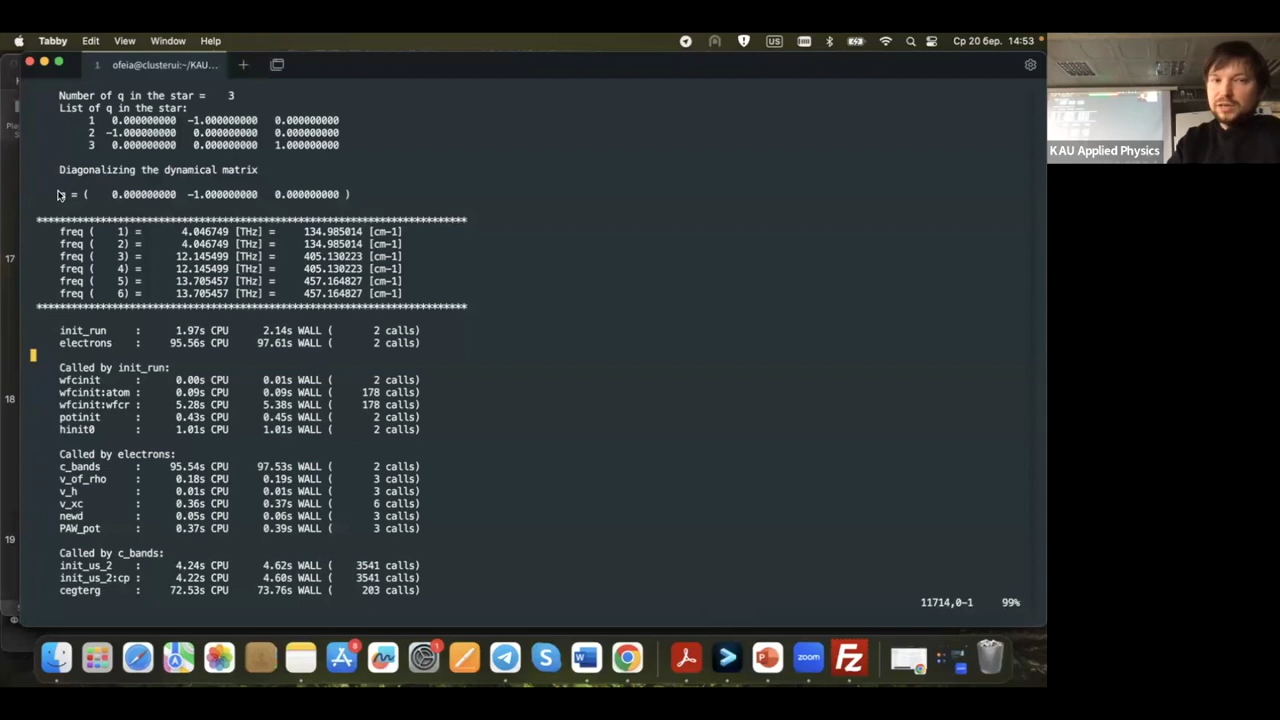 Tabby Edit View Window Help
US
Ср 20 бер. 14:53
1 ofeia@clusterui:~/KAU...
Number of q in the star = 3
List of q in the star:
1 0.000000000 -1.000000000 0.000000000
2 -1.000000000 0.000000000 0.000000000
3 0.000000000 0.000000000 1.000000000
Diagonalizing the dynamical matrix
q = ( 0.000000000 -1.000000000 0.000000000 )
**************************************************************************
freq ( 1) = 4.046749 [THz] = 134.985014 [cm-1]
freq ( 2) = 4.046749 [THz] = 134.985014 [cm-1]
freq ( 3) = 12.145499 [THz] = 405.130223 [cm-1]
freq ( 4) = 12.145499 [THz] = 405.130223 [cm-1]
freq ( 5) = 13.705457 [THz] = 457.164827 [cm-1]
freq ( 6) = 13.705457 [THz] = 457.164827 [cm-1]
**************************************************************************
init_run : 1.97s CPU 2.14s WALL ( 2 calls)
electrons : 95.56s CPU 97.61s WALL ( 2 calls)
Called by init_run:
wfcinit : 0.00s CPU 0.01s WALL ( 2 calls)
wfcinit:atom : 0.09s CPU 0.09s WALL ( 178 calls)
wfcinit:wfcr : 5.28s CPU 5.38s WALL ( 178 calls)
potinit : 0.43s CPU 0.45s WALL ( 2 calls)
hinit0 : 1.01s CPU 1.01s WALL ( 2 calls)
Called by electrons:
c_bands : 95.54s CPU 97.53s WALL ( 2 calls)
v_of_rho : 0.18s CPU 0.19s WALL ( 3 calls)
v_h : 0.01s CPU 0.01s WALL ( 3 calls)
v_xc : 0.36s CPU 0.37s WALL ( 6 calls)
newd : 0.05s CPU 0.06s WALL ( 3 calls)
PAW_pot : 0.37s CPU 0.39s WALL ( 3 calls)
Called by c_bands:
init_us_2 : 4.24s CPU 4.62s WALL ( 3541 calls)
init_us_2:cp : 4.22s CPU 4.60s WALL ( 3541 calls)
cegterg : 72.53s CPU 73.76s WALL ( 203 calls)
11714,0-1 99%
17
18
19
KAU Applied Physics
8
1
S
W
P
zoom
FZ